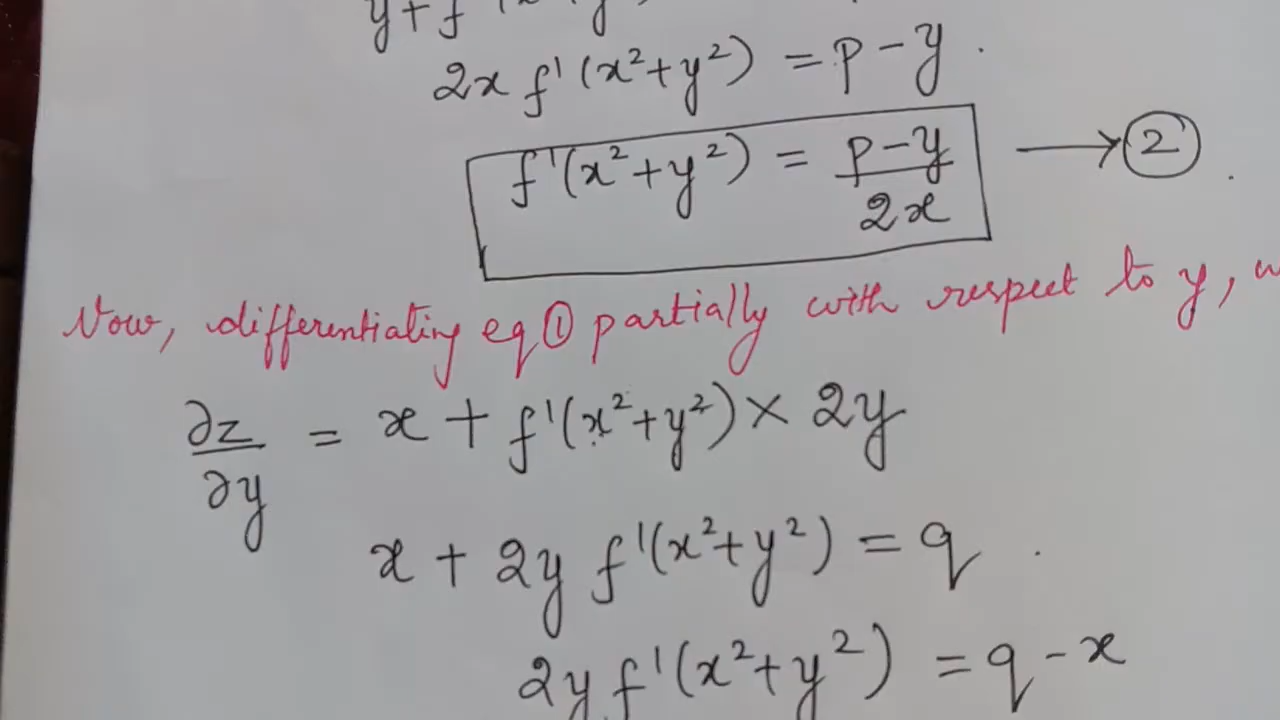 y + f
2x f'(x²+y²) = p - y .
f'(x²+y²) = (p - y)/2x → ②
Now, differentiating eq ① partially with respect to y,
∂z/∂y = x + f'(x²+y²) × 2y
x + 2y f'(x²+y²) = q .
2y f'(x²+y²) = q - x